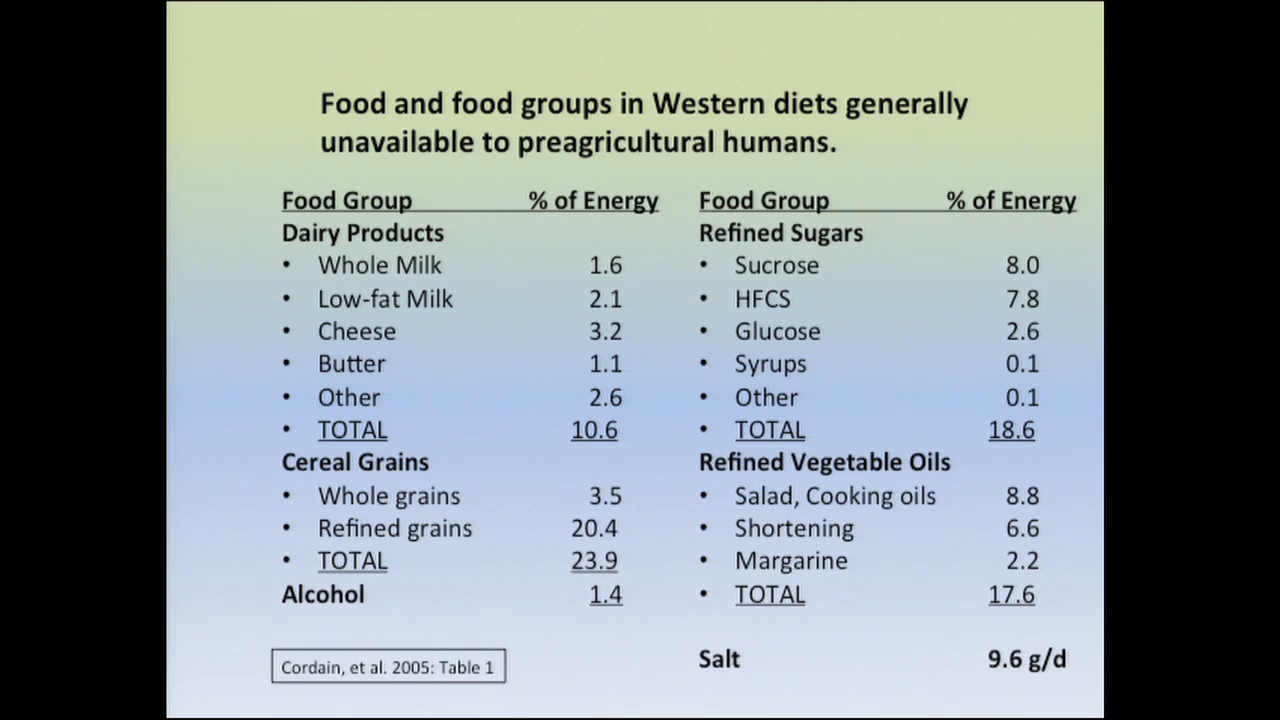 Food and food groups in Western diets generally
unavailable to preagricultural humans.
Food Group % of Energy
Dairy Products
• Whole Milk 1.6
• Low-fat Milk 2.1
• Cheese 3.2
• Butter 1.1
• Other 2.6
• TOTAL 10.6
Cereal Grains
• Whole grains 3.5
• Refined grains 20.4
• TOTAL 23.9
Alcohol 1.4
Food Group % of Energy
Refined Sugars
• Sucrose 8.0
• HFCS 7.8
• Glucose 2.6
• Syrups 0.1
• Other 0.1
• TOTAL 18.6
Refined Vegetable Oils
• Salad, Cooking oils 8.8
• Shortening 6.6
• Margarine 2.2
• TOTAL 17.6
Salt 9.6 g/d
Cordain, et al. 2005: Table 1